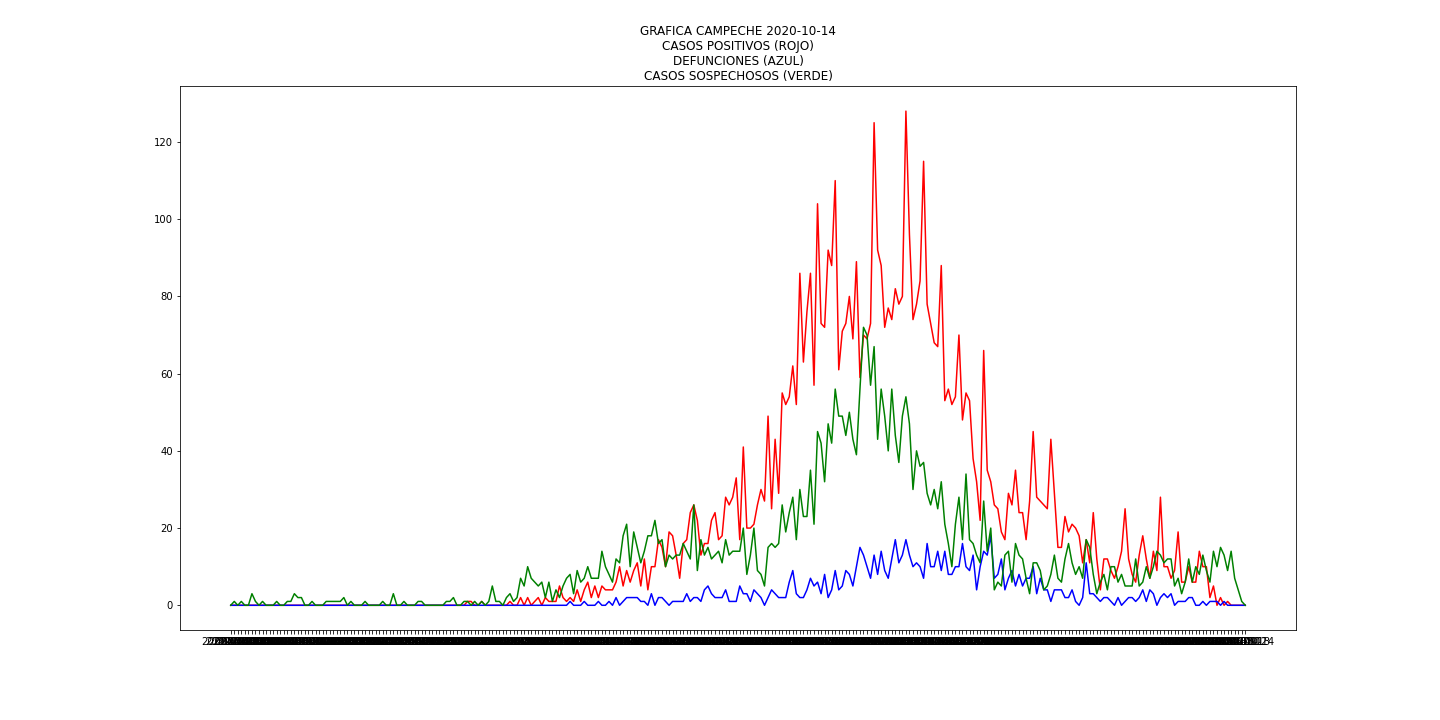 GRAFICA CAMPECHE 2020-10-14
CASOS POSITIVOS (ROJO)
DEFUNCIONES (AZUL)
CASOS SOSPECHOSOS (VERDE)
120
100
80
60
40
20
0